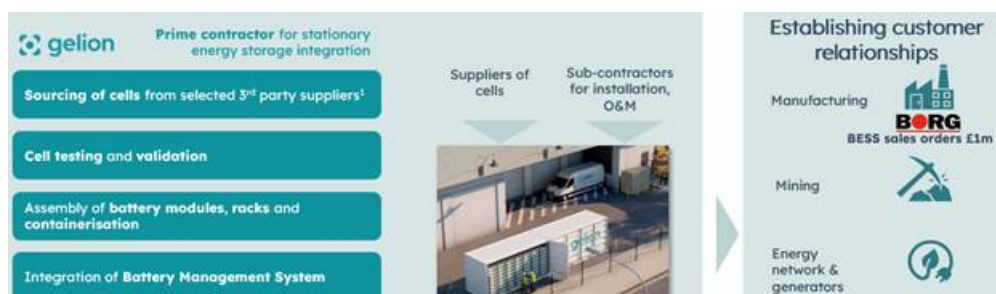 gelion
Prime contractor for stationary
energy storage integration
Sourcing of cells from selected 3rd party suppliers1
Cell testing and validation
Assembly of battery modules, racks and
containerisation
Integration of Battery Management System
Suppliers of
cells
Sub-contractors
for installation,
O&M
gelion
Establishing customer
relationships
Manufacturing
BORG
BESS sales orders £1m
Mining
Energy
network &
generators